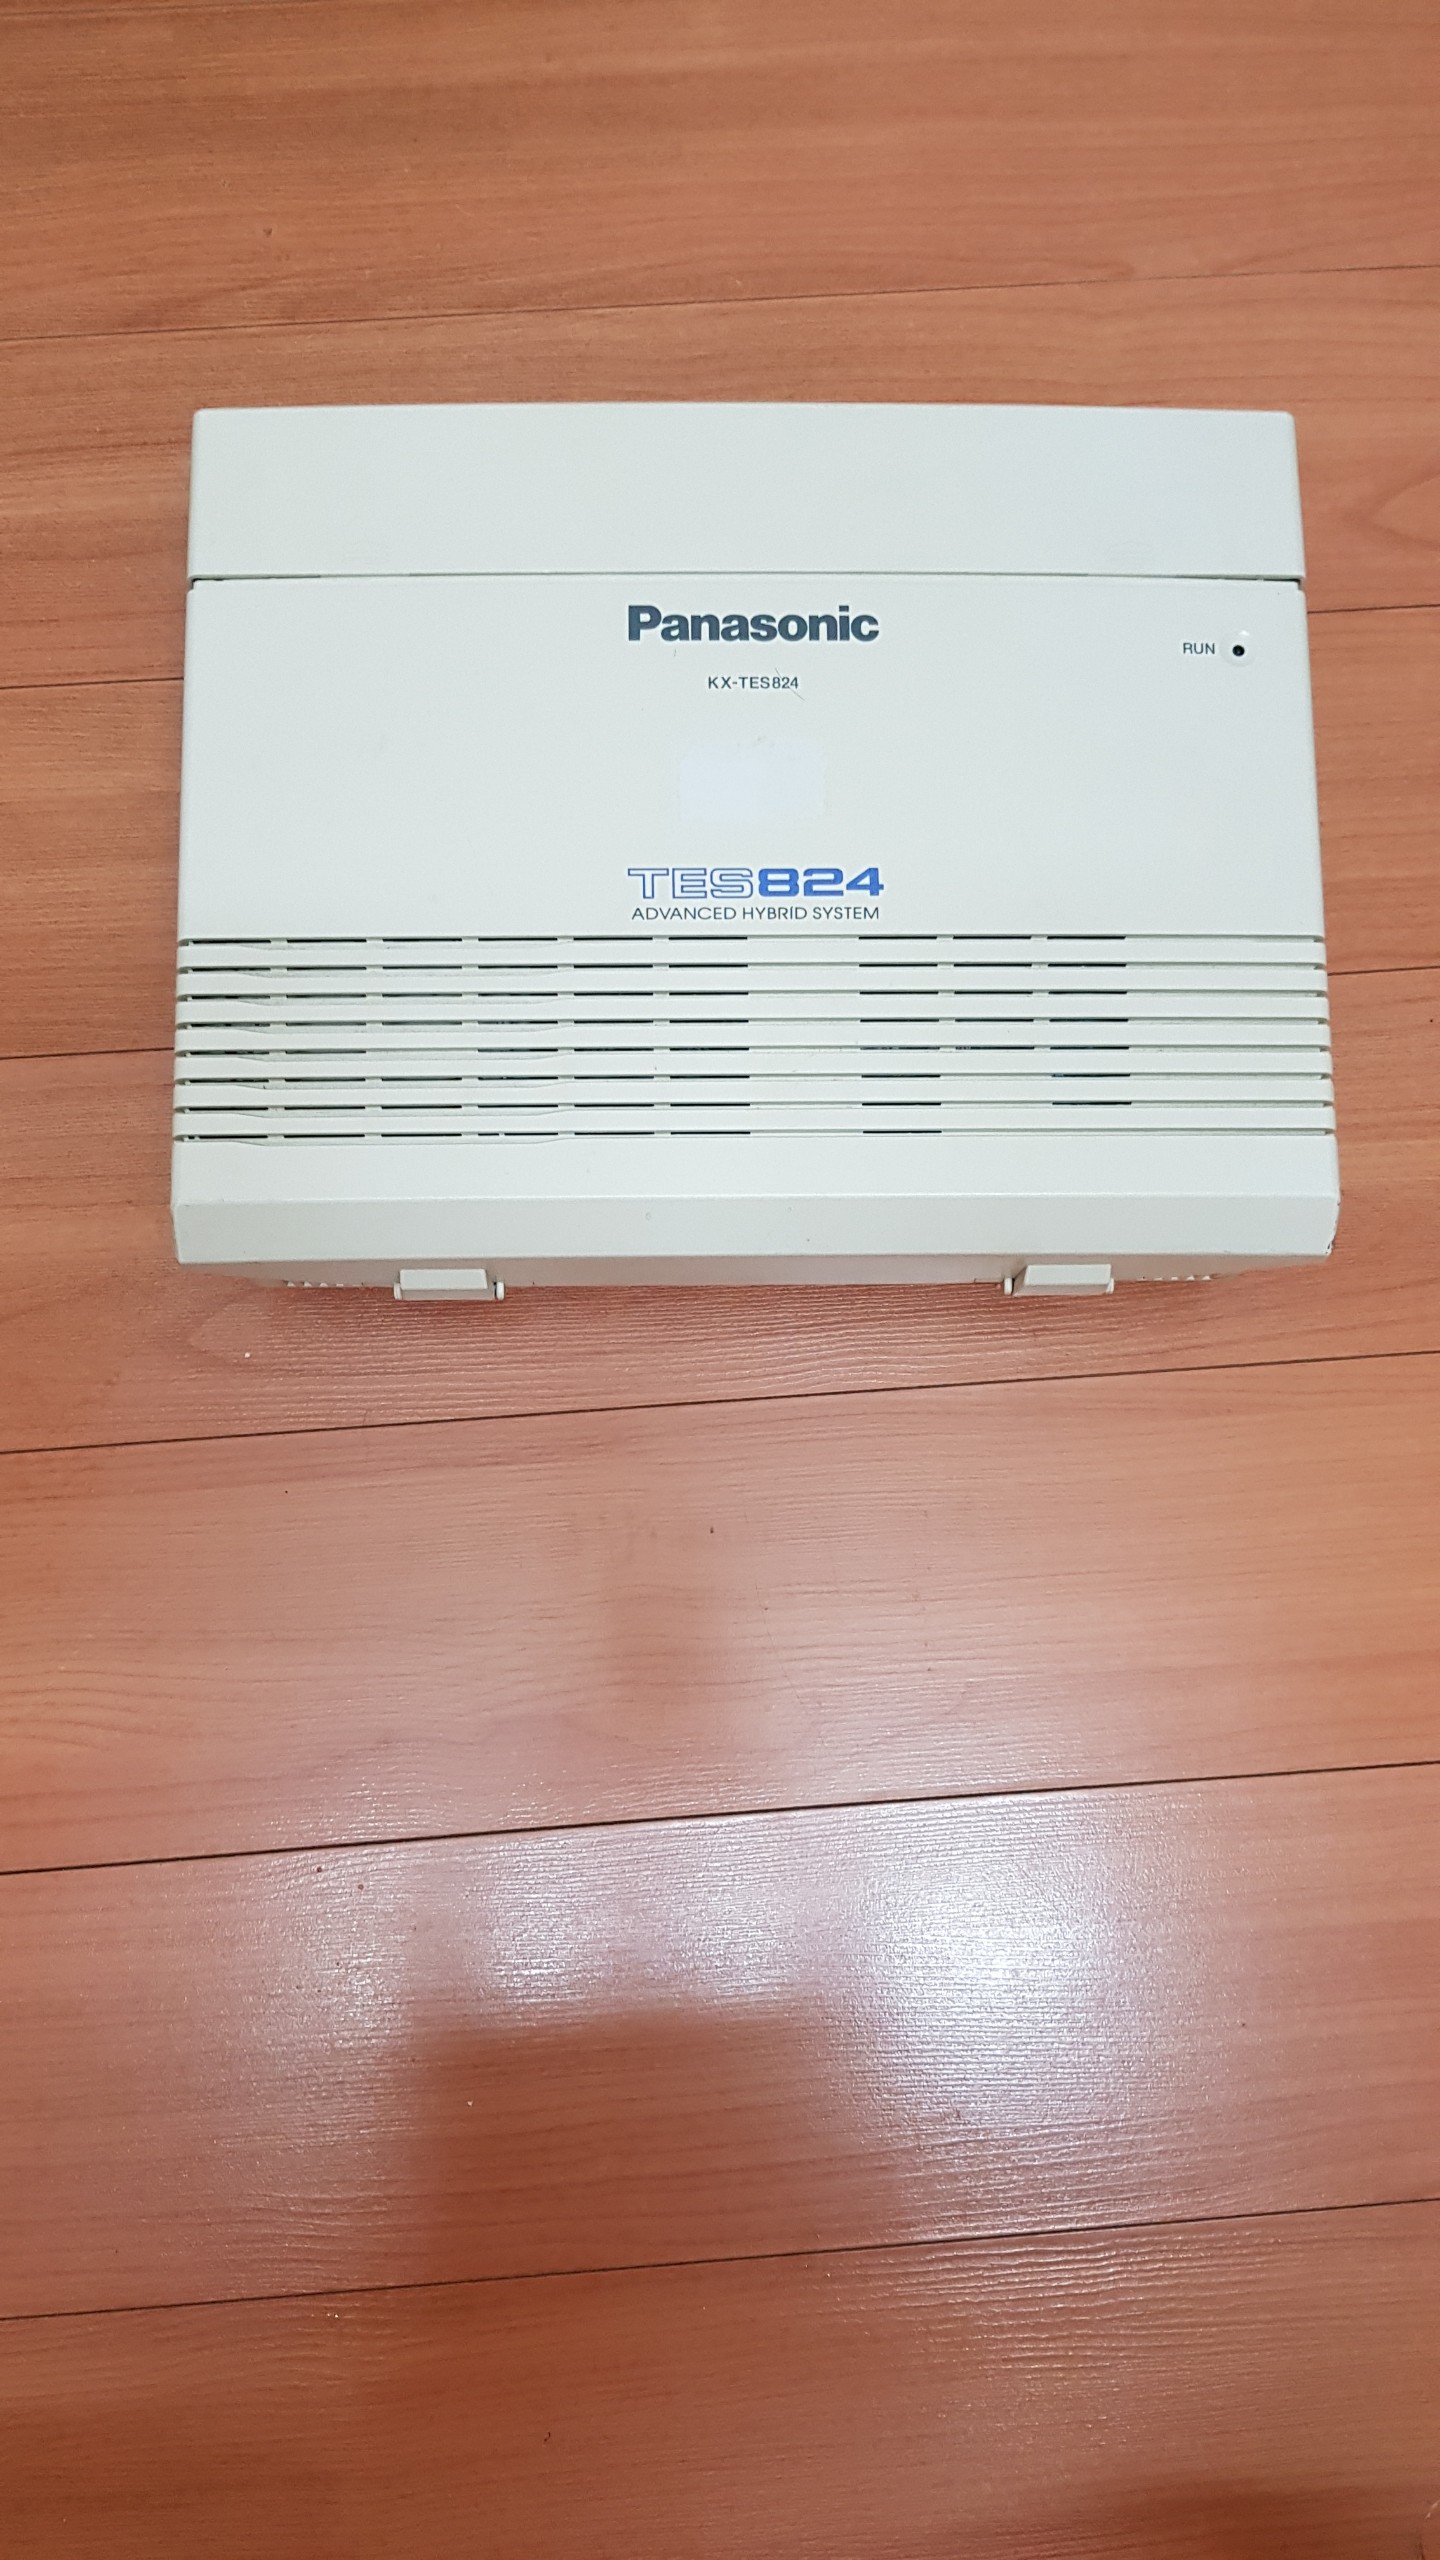 Panasonic
RUN
KX-TES824
TES824
ADVANCED HYBRID SYSTEM